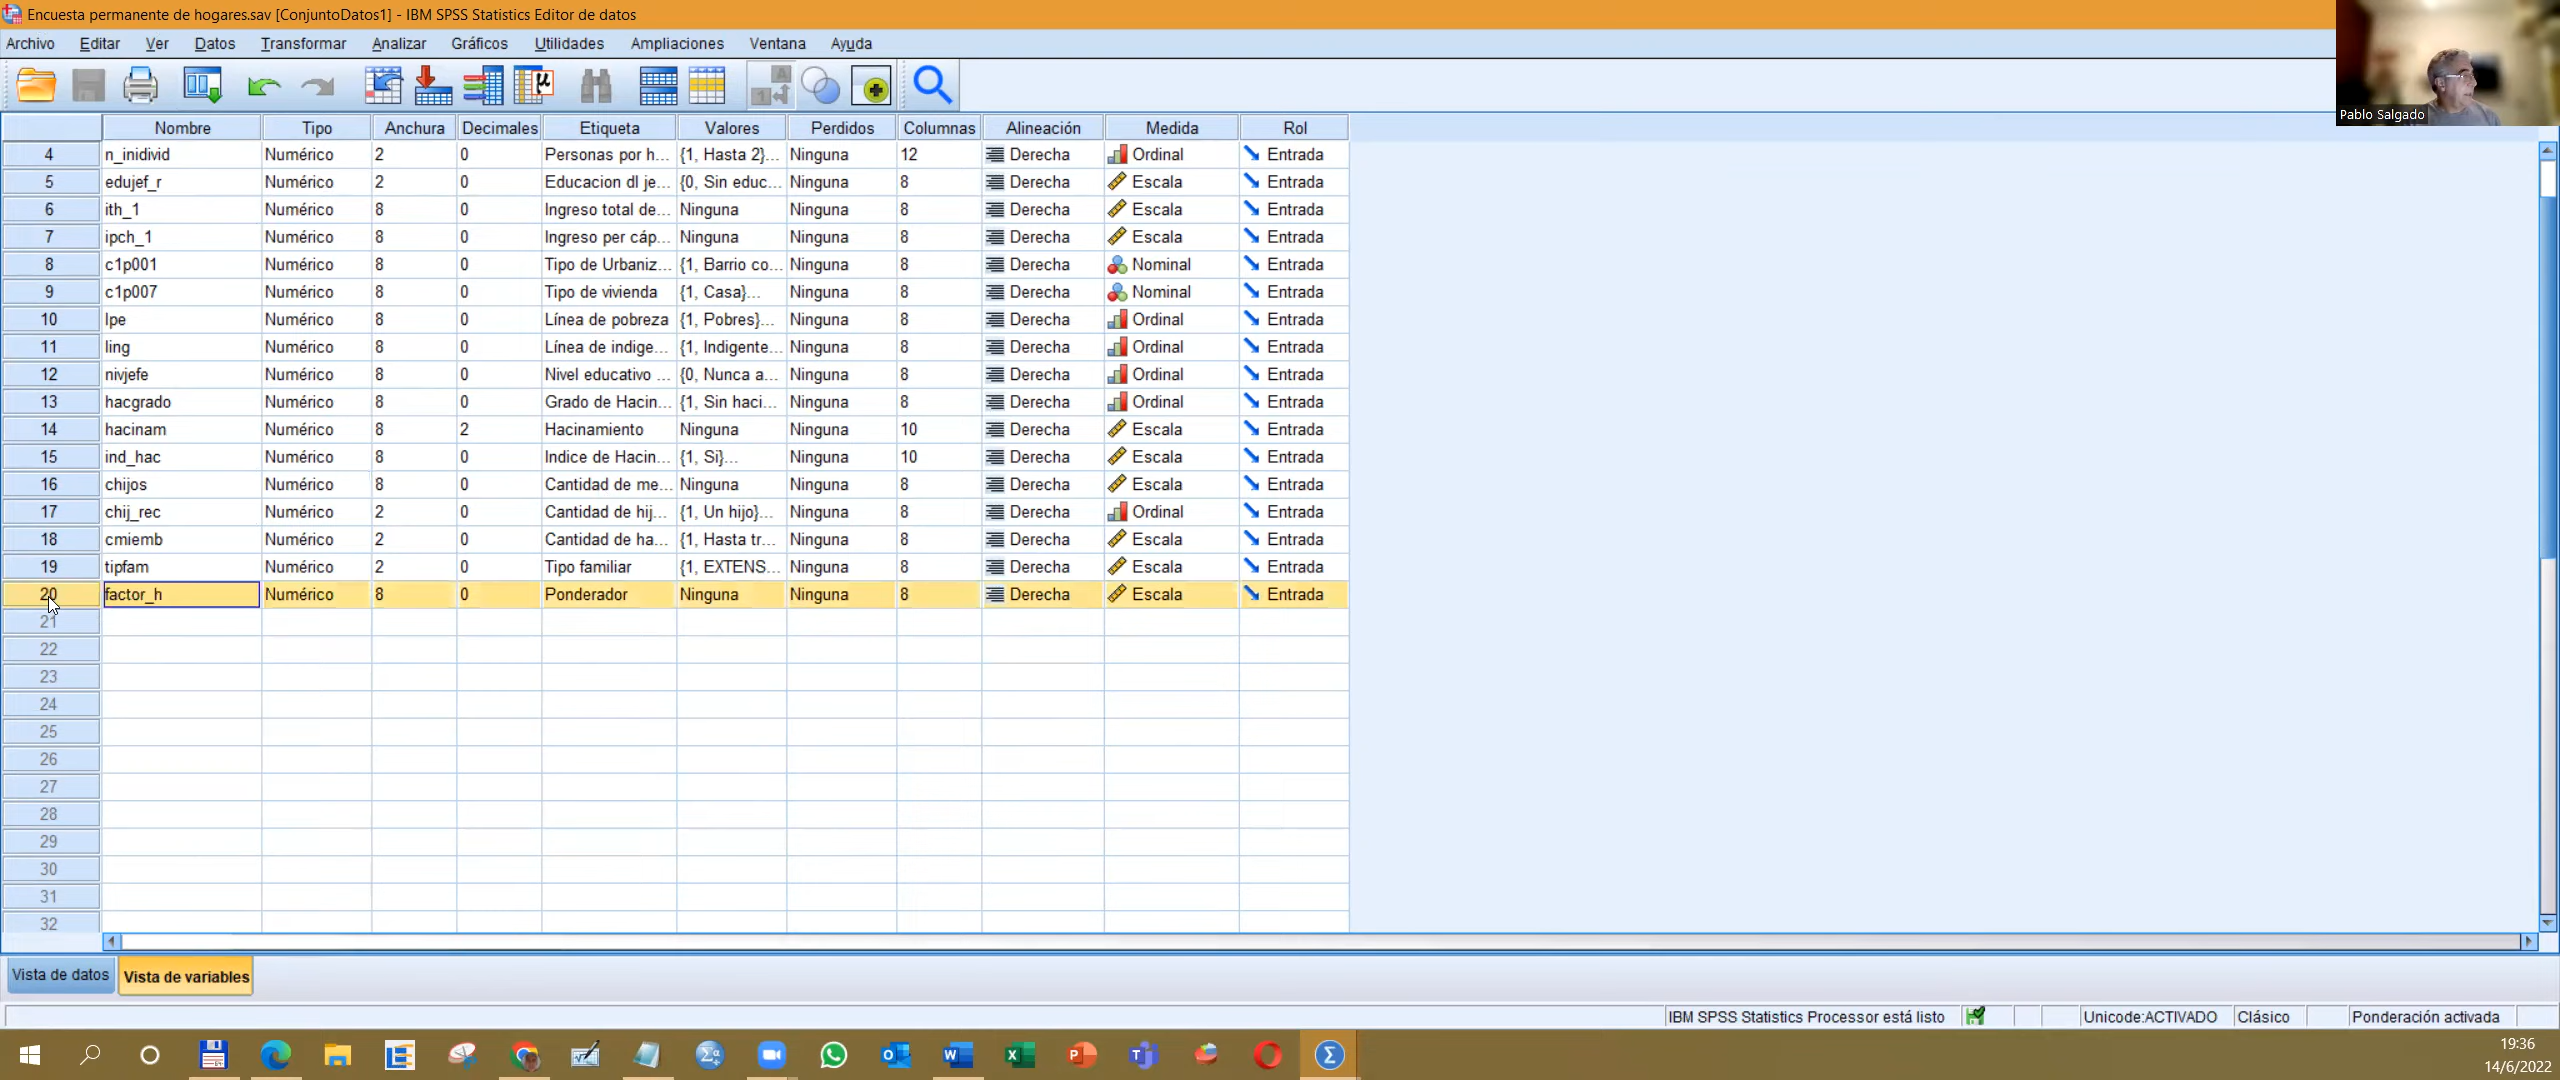 Encuesta permanente de hogares.sav [ConjuntoDatos1] - IBM SPSS Statistics Editor de datos
Archivo Editar Ver Datos Transformar Analizar Gráficos Utilidades Ampliaciones Ventana Ayuda
Pablo Salgado
Nombre Tipo Anchura Decimales Etiqueta Valores Perdidos Columnas Alineación Medida Rol
4 n_inidivid Numérico 2 0 Personas por h... {1, Hasta 2}... Ninguna 12 Derecha Ordinal Entrada
5 edujef_r Numérico 2 0 Educacion dl je... {0, Sin educ... Ninguna 8 Derecha Escala Entrada
6 ith_1 Numérico 8 0 Ingreso total de... Ninguna Ninguna 8 Derecha Escala Entrada
7 ipch_1 Numérico 8 0 Ingreso per cáp... Ninguna Ninguna 8 Derecha Escala Entrada
8 c1p001 Numérico 8 0 Tipo de Urbaniz... {1, Barrio co... Ninguna 8 Derecha Nominal Entrada
9 c1p007 Numérico 8 0 Tipo de vivienda {1, Casa}... Ninguna 8 Derecha Nominal Entrada
10 lpe Numérico 8 0 Línea de pobreza {1, Pobres}... Ninguna 8 Derecha Ordinal Entrada
11 ling Numérico 8 0 Línea de indige... {1, Indigente... Ninguna 8 Derecha Ordinal Entrada
12 nivjefe Numérico 8 0 Nivel educativo ... {0, Nunca a... Ninguna 8 Derecha Ordinal Entrada
13 hacgrado Numérico 8 0 Grado de Hacin... {1, Sin haci... Ninguna 8 Derecha Ordinal Entrada
14 hacinam Numérico 8 2 Hacinamiento Ninguna Ninguna 10 Derecha Escala Entrada
15 ind_hac Numérico 8 0 Indice de Hacin... {1, Si}... Ninguna 10 Derecha Escala Entrada
16 chijos Numérico 8 0 Cantidad de me... Ninguna Ninguna 8 Derecha Escala Entrada
17 chij_rec Numérico 2 0 Cantidad de hij... {1, Un hijo}... Ninguna 8 Derecha Ordinal Entrada
18 cmiemb Numérico 2 0 Cantidad de ha... {1, Hasta tr... Ninguna 8 Derecha Escala Entrada
19 tipfam Numérico 2 0 Tipo familiar {1, EXTENS... Ninguna 8 Derecha Escala Entrada
20 factor_h Numérico 8 0 Ponderador Ninguna Ninguna 8 Derecha Escala Entrada
21
22
23
24
25
26
27
28
29
30
31
32
Vista de datos Vista de variables
IBM SPSS Statistics Processor está listo Unicode:ACTIVADO Clásico Ponderación activada
19:36
14/6/2022